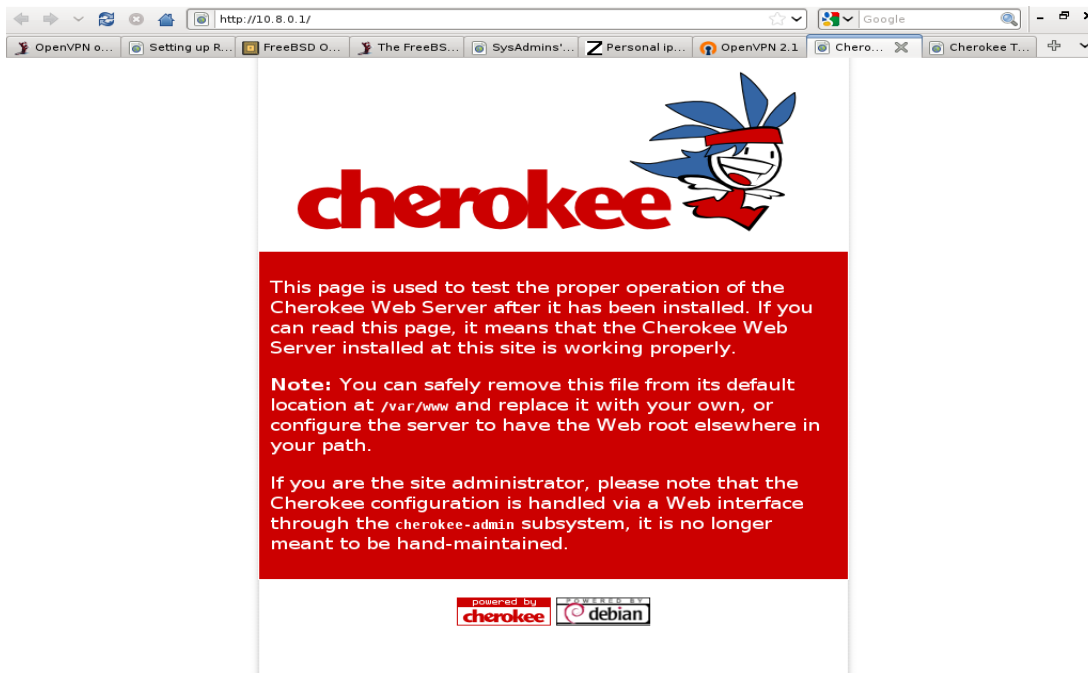 http://10.8.0.1/
Google
OpenVPN o...
Setting up R...
FreeBSD O...
The FreeBS...
SysAdmins'...
Personal ip...
OpenVPN 2.1
Chero...
Cherokee T...
cherokee
This page is used to test the proper operation of the
Cherokee Web Server after it has been installed. If you
can read this page, it means that the Cherokee Web
Server installed at this site is working properly.
Note: You can safely remove this file from its default
location at /var/www and replace it with your own, or
configure the server to have the Web root elsewhere in
your path.
If you are the site administrator, please note that the
Cherokee configuration is handled via a Web interface
through the cherokee-admin subsystem, it is no longer
meant to be hand-maintained.
powered by
cherokee
POWERED BY
debian